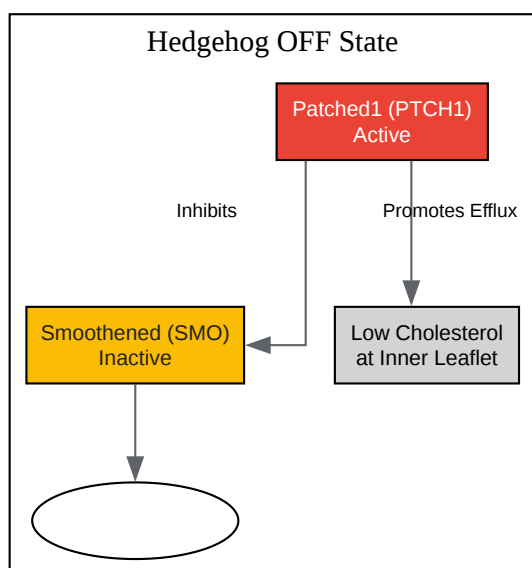 Hedgehog OFF State
Patched1 (PTCH1)
Active
Inhibits
Promotes Efflux
Smoothened (SMO)
Inactive
Low Cholesterol
at Inner Leaflet